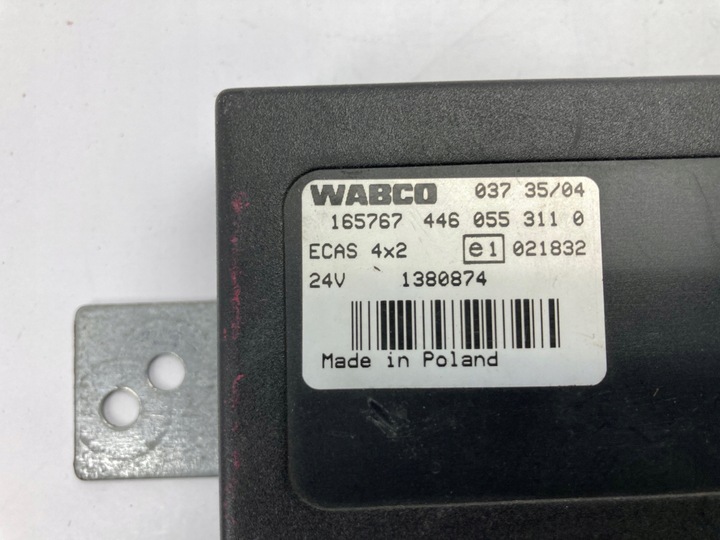 WABCO 037 35/04
165767 446 055 311 0
ECAS 4x2 e1 021832
24V 1380874
Made in Poland